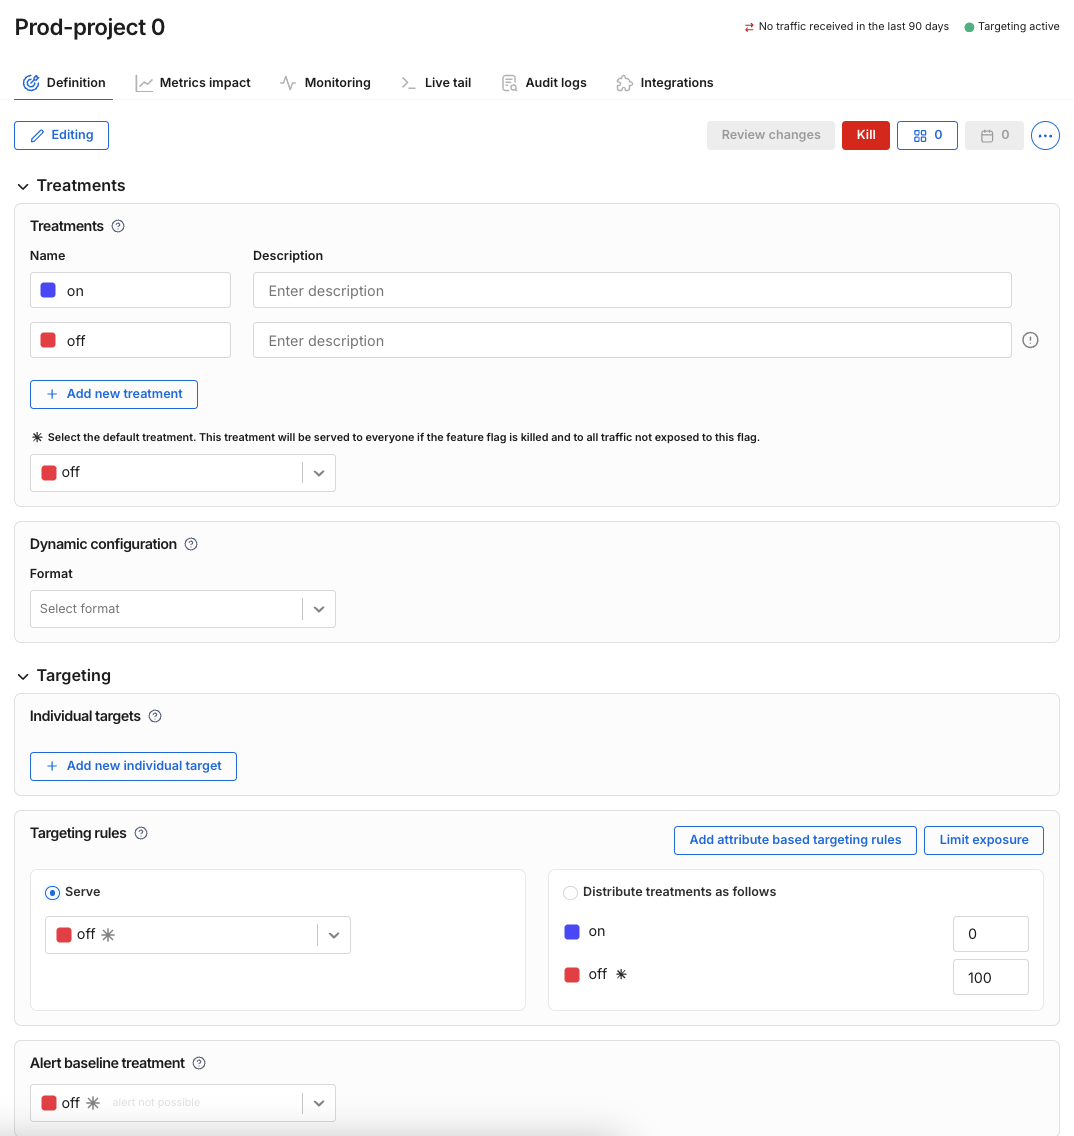 Prod-project 0
No traffic received in the last 90 days
Targeting active
Definition
Metrics impact
Monitoring
Live tail
Audit logs
Integrations
Editing
Review changes
Kill
0
0
Treatments
Treatments
Name
Description
on
Enter description
off
Enter description
Add new treatment
Select the default treatment. This treatment will be served to everyone if the feature flag is killed and to all traffic not exposed to this flag.
off
Dynamic configuration
Format
Select format
Targeting
Individual targets
Add new individual target
Targeting rules
Add attribute based targeting rules
Limit exposure
Serve
off
Distribute treatments as follows
on
0
off
100
Alert baseline treatment
off
alert not possible